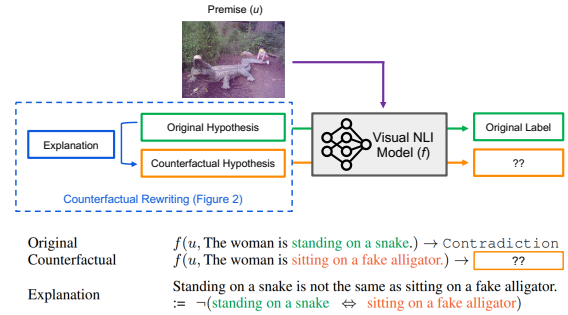 Premise (u)
Original Hypothesis
Original Label
Explanation
Visual NLI
Model (f)
Counterfactual Hypothesis
??
Counterfactual Rewriting (Figure 2)
Original f(u, The woman is standing on a snake.) → Contradiction
Counterfactual f(u, The woman is sitting on a fake alligator.) → ??
Standing on a snake is not the same as sitting on a fake alligator.
Explanation
:= ¬(standing on a snake ⇔ sitting on a fake alligator)